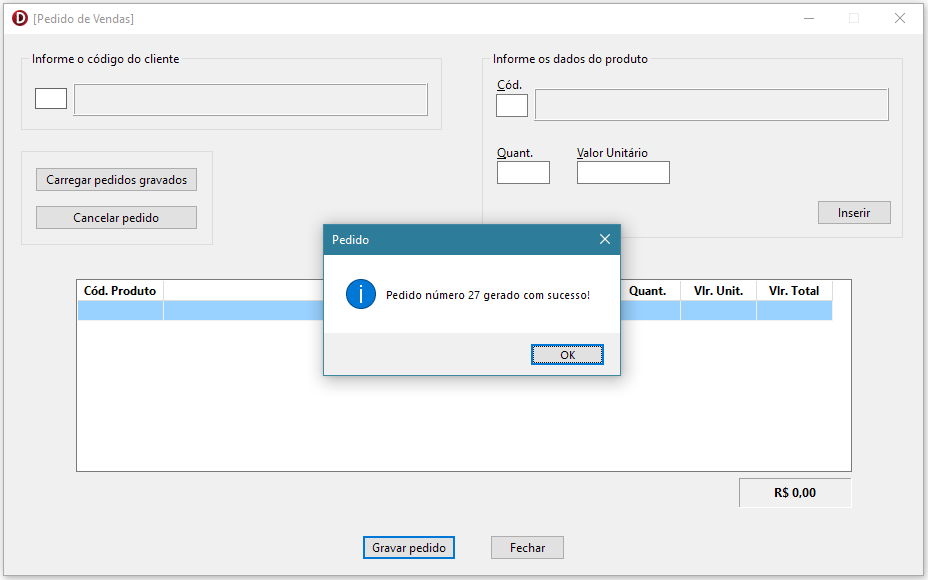 [Pedido de Vendas]
Informe o código do cliente
Informe os dados do produto
Cód.
Quant.
Valor Unitário
Carregar pedidos gravados
Cancelar pedido
Inserir
Pedido
Pedido número 27 gerado com sucesso!
OK
Cód. Produto
Quant.
Vlr. Unit.
Vlr. Total
R$ 0,00
Gravar pedido
Fechar